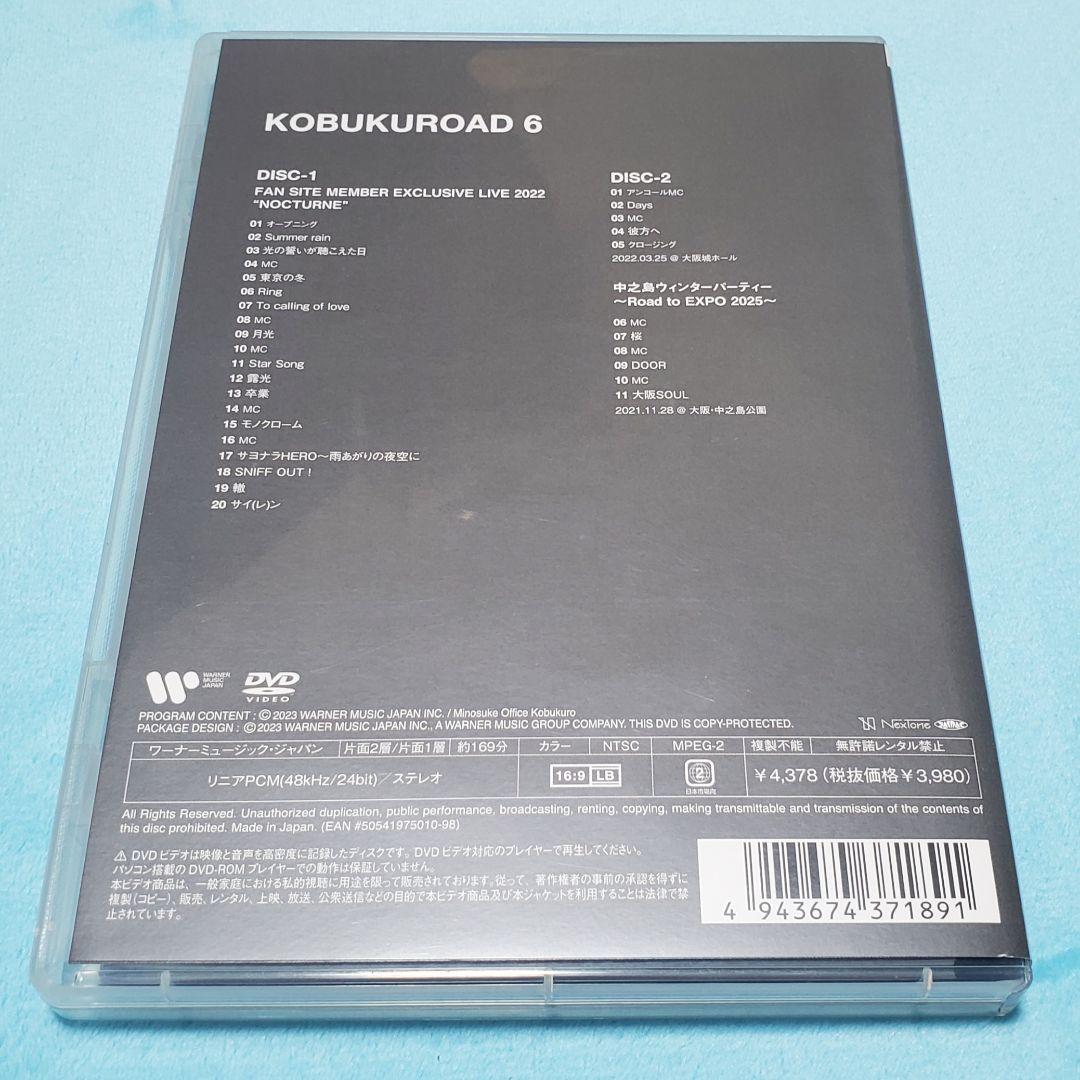 KOBUKUROAD 6
DISC-1
FAN SITE MEMBER EXCLUSIVE LIVE 2022
"NOCTURNE"
01 オープニング
02 Summer rain
03 光の誓いが聴こえた日
04 MC
05 東京の冬
06 Ring
07 To calling of love
08 MC
09 月光
10 MC
11 Star Song
12 露光
13 卒業
14 MC
15 モノクローム
16 MC
17 サヨナラHERO〜雨あがりの夜空に
18 SNIFF OUT!
19 轍
20 サイ(レ)ン
DISC-2
01 アンコールMC
02 Days
03 MC
04 彼方へ
05 クロージング
2022.03.25 @ 大阪城ホール
中之島ウィンターパーティー
〜Road to EXPO 2025〜
06 MC
07 桜
08 MC
09 DOOR
10 MC
11 大阪SOUL
2021.11.28 @ 大阪・中之島公園
WARNER
MUSIC
JAPAN
DVD
VIDEO
PROGRAM CONTENT : Ⓒ 2023 WARNER MUSIC JAPAN INC. / Minosuke Office Kobukuro
PACKAGE DESIGN : Ⓒ 2023 WARNER MUSIC JAPAN INC., A WARNER MUSIC GROUP COMPANY. THIS DVD IS COPY-PROTECTED.
NexTone
ワーナーミュージック・ジャパン 片面2層/片面1層 約169分 カラー NTSC MPEG-2 複製不能 無許諾レンタル禁止
リニアPCM(48kHz/24bit)/ステレオ 16:9 LB 2 日本市場向 ¥4,378 (税抜価格¥3,980)
All Rights Reserved. Unauthorized duplication, public performance, broadcasting, renting, copying, making transmittable and transmission of the contents of
this disc prohibited. Made in Japan. (EAN #50541975010-98)
⚠ DVDビデオは映像と音声を高密度に記録したディスクです。DVDビデオ対応のプレイヤーで再生してください。
パソコン搭載のDVD-ROMプレイヤーでの動作は保証していません。
本ビデオ商品は、一般家庭における私的視聴に用途を限って販売されております。従って、著作権者の事前の承認を得ずに
複製(コピー)、販売、レンタル、上映、放送、公衆送信などの目的で本ビデオ商品及び本ジャケットを利用することは法律で禁
止されています。
4 943674 371891